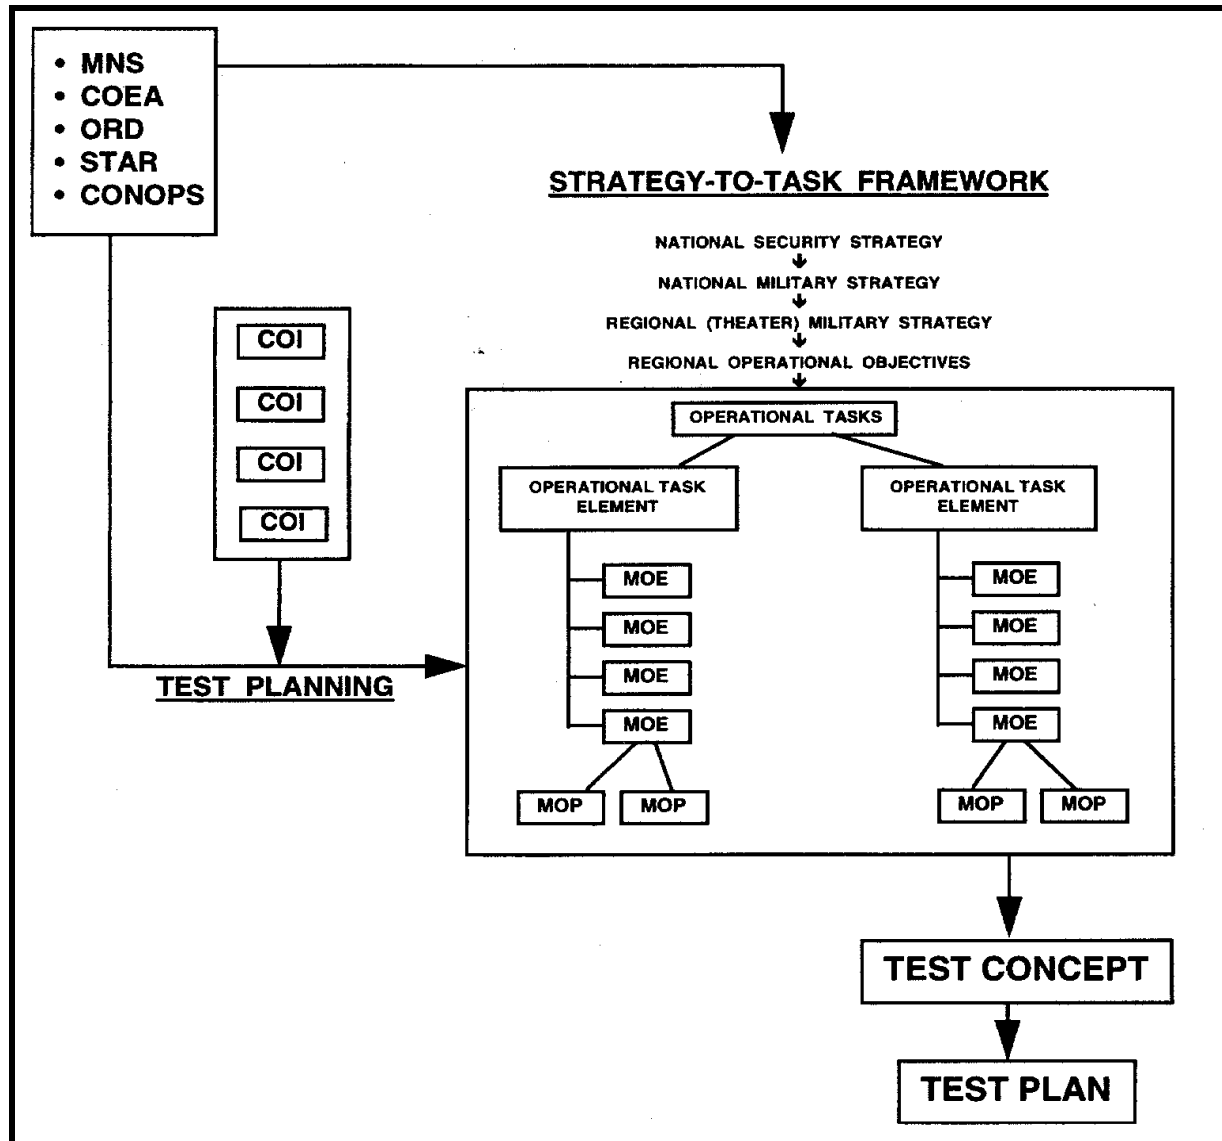 • MNS
• COEA
• ORD
• STAR
• CONOPS
STRATEGY-TO-TASK FRAMEWORK
NATIONAL SECURITY STRATEGY
NATIONAL MILITARY STRATEGY
REGIONAL (THEATER) MILITARY STRATEGY
REGIONAL OPERATIONAL OBJECTIVES
COI
COI
COI
COI
TEST PLANNING
OPERATIONAL TASKS
OPERATIONAL TASK
ELEMENT
MOE
MOE
MOE
MOE
MOP
MOP
OPERATIONAL TASK
ELEMENT
MOE
MOE
MOE
MOE
MOP
MOP
TEST CONCEPT
TEST PLAN